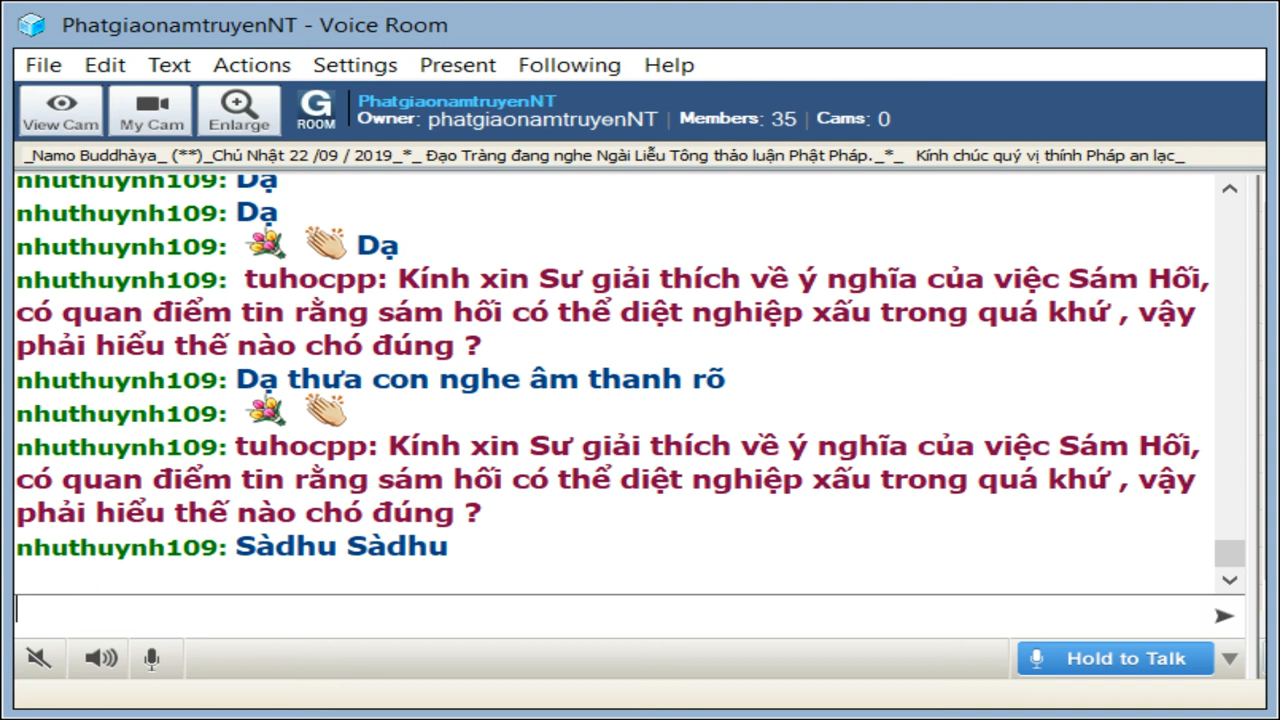 PhatgiaonamtruyenNT - Voice Room
File Edit Text Actions Settings Present Following Help
View Cam My Cam Enlarge G ROOM
PhatgiaonamtruyenNT
Owner: phatgiaonamtruyenNT | Members: 35 | Cams: 0
_Namo Buddhàya_ (**)_Chủ Nhật 22 /09 / 2019_*_ Đạo Tràng đang nghe Ngài Liễu Tông thảo luận Phật Pháp._*_ Kính chúc quý vị thính Pháp an lạc_
nhuthuynh109: Dạ
nhuthuynh109: Dạ
nhuthuynh109: Dạ
nhuthuynh109: tuhocpp: Kính xin Sư giải thích về ý nghĩa của việc Sám Hối,
có quan điểm tin rằng sám hối có thể diệt nghiệp xấu trong quá khứ , vậy
phải hiểu thế nào chó đúng ?
nhuthuynh109: Dạ thưa con nghe âm thanh rõ
nhuthuynh109:
nhuthuynh109: tuhocpp: Kính xin Sư giải thích về ý nghĩa của việc Sám Hối,
có quan điểm tin rằng sám hối có thể diệt nghiệp xấu trong quá khứ , vậy
phải hiểu thế nào chó đúng ?
nhuthuynh109: Sàdhu Sàdhu
Hold to Talk